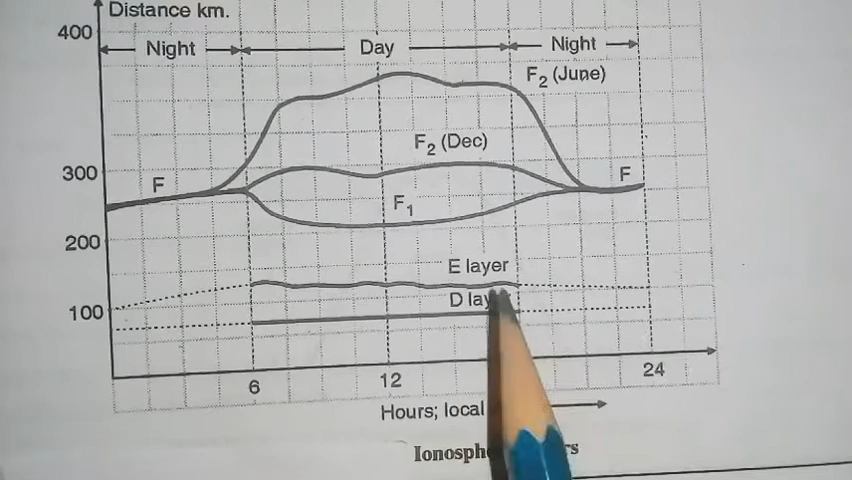 Distance km.
400
Night
Day
Night
F₂ (June)
F₂ (Dec)
300
F
F
F₁
200
E layer
D
100
6
12
24
Hours; local